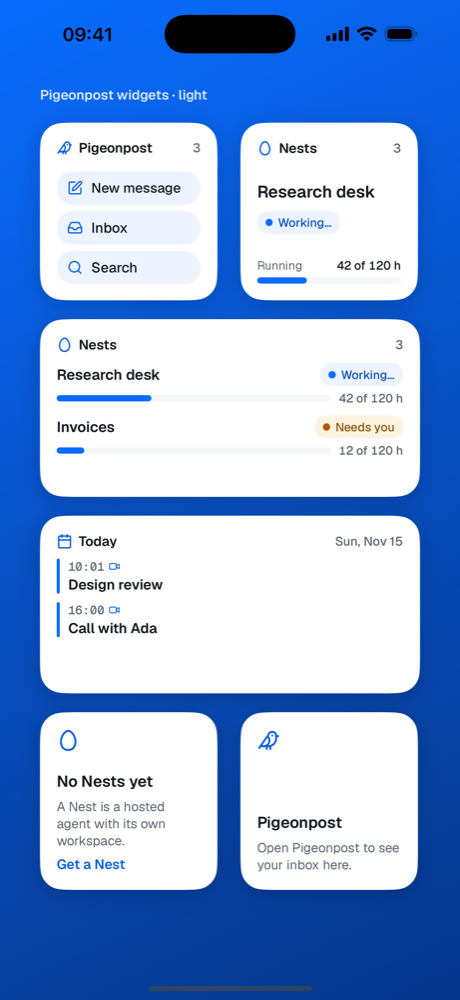 09:41
Pigeonpost widgets · light
Pigeonpost 3
New message
Inbox
Search
Nests 3
Research desk
Working...
Running 42 of 120 h
Nests 3
Research desk Working...
42 of 120 h
Invoices Needs you
12 of 120 h
Today Sun, Nov 15
10:01
Design review
16:00
Call with Ada
No Nests yet
A Nest is a hosted
agent with its own
workspace.
Get a Nest
Pigeonpost
Open Pigeonpost to see
your inbox here.